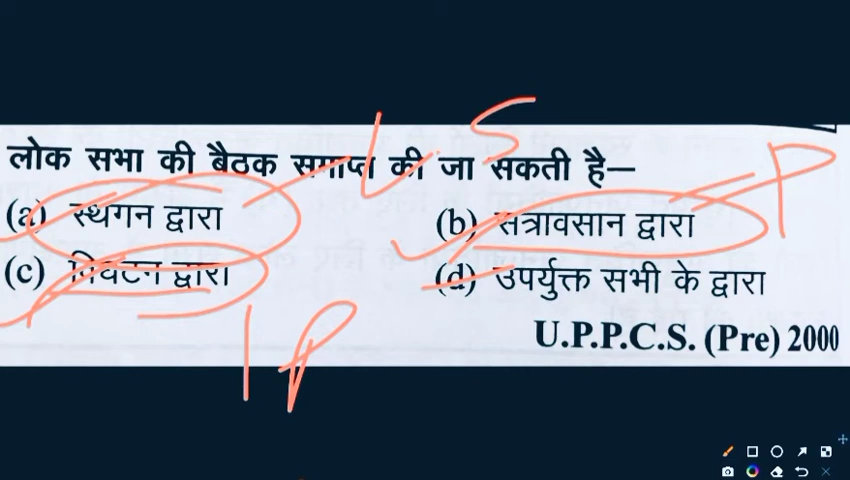 लोक सभा की बैठक समाप्त की जा सकती है—
L.S
P
(a) स्थगन द्वारा (b) सत्रावसान द्वारा
(c) विघटन द्वारा (d) उपर्युक्त सभी के द्वारा
P
U.P.P.C.S. (Pre) 2000